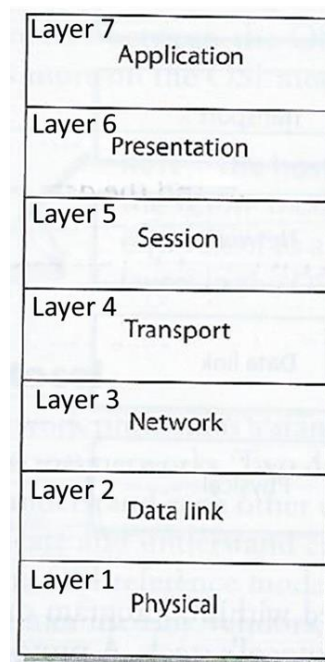 Layer 7
Application
Layer 6
Presentation
Layer 5
Session
Layer 4
Transport
Layer 3
Network
Layer 2
Data link
Layer 1
Physical